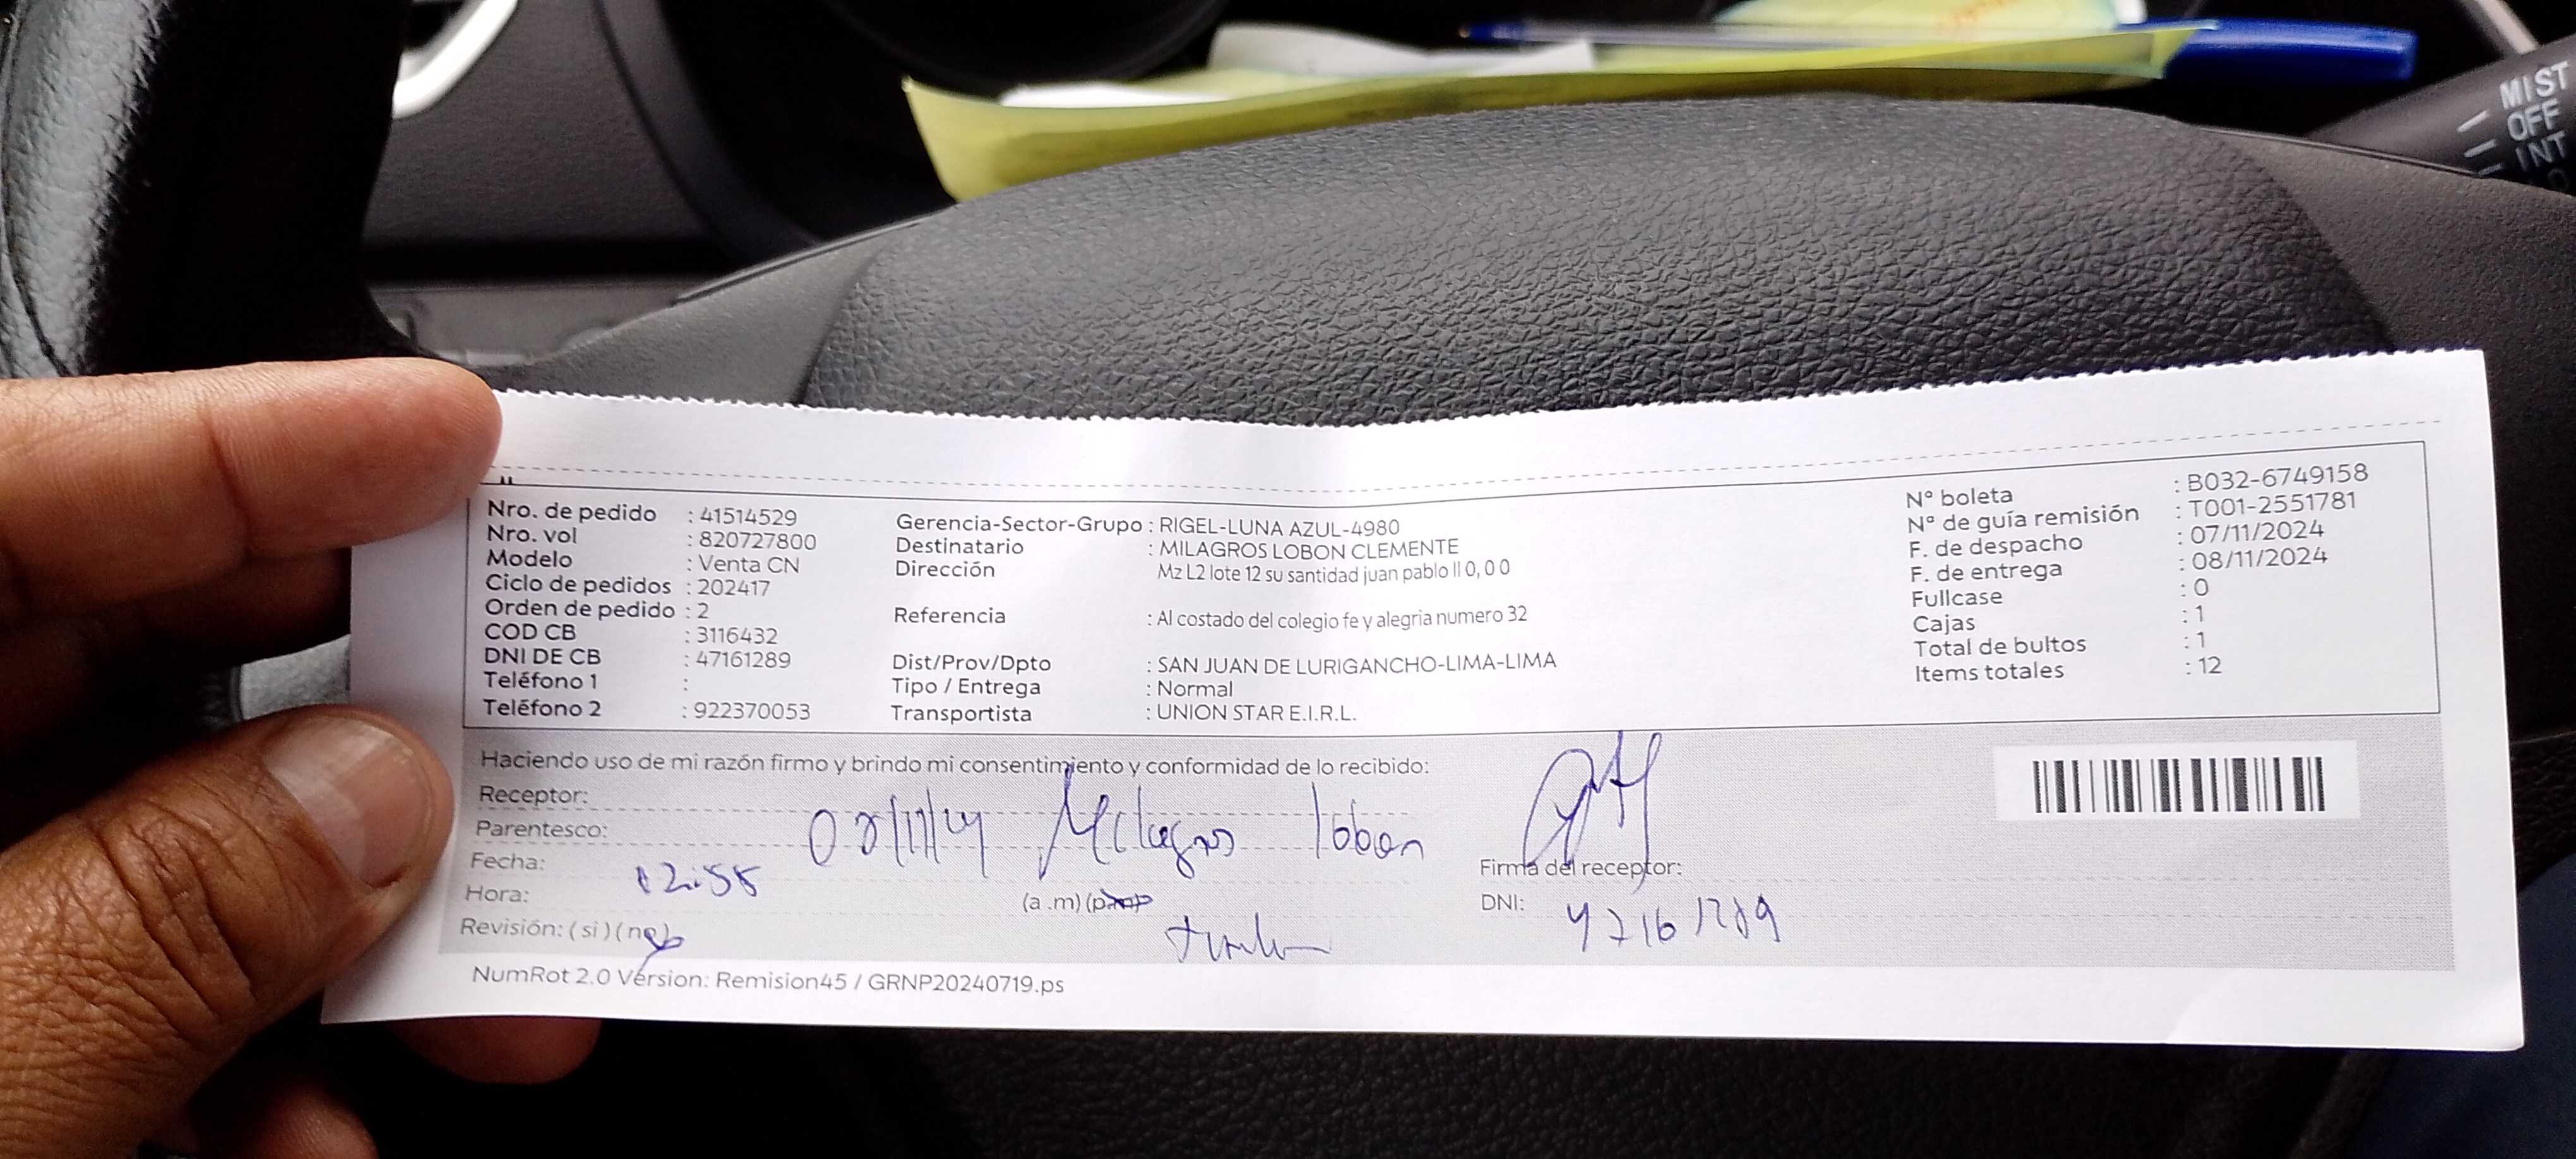 MIST
OFF
INT
Nro. de pedido : 41514529
Nro. vol : 820727800
Modelo : Venta CN
Ciclo de pedidos : 202417
Orden de pedido : 2
COD CB : 3116432
DNI DE CB : 47161289
Teléfono 1 :
Teléfono 2 : 922370053
Gerencia-Sector-Grupo : RIGEL-LUNA AZUL-4980
Destinatario : MILAGROS LOBON CLEMENTE
Dirección Mz L2 lote 12 su santidad juan pablo II 0, 0 0
Referencia : Al costado del colegio fe y alegria numero 32
Dist/Prov/Dpto : SAN JUAN DE LURIGANCHO-LIMA-LIMA
Tipo / Entrega : Normal
Transportista : UNION STAR E.I.R.L.
N° boleta : B032-6749158
N° de guía remisión : T001-2551781
F. de despacho : 07/11/2024
F. de entrega : 08/11/2024
Fullcase : 0
Cajas : 1
Total de bultos : 1
Items totales : 12
Haciendo uso de mi razón firmo y brindo mi consentimiento y conformidad de lo recibido:
Receptor:
Parentesco: 08/11/24 Milagros lobon
Fecha:
Hora: 12:55 (a .m) (p.m)
Revisión: ( si ) ( no )
Firma del receptor:
DNI: 47161289
NumRot 2.0 Version: Remision45 / GRNP20240719.ps